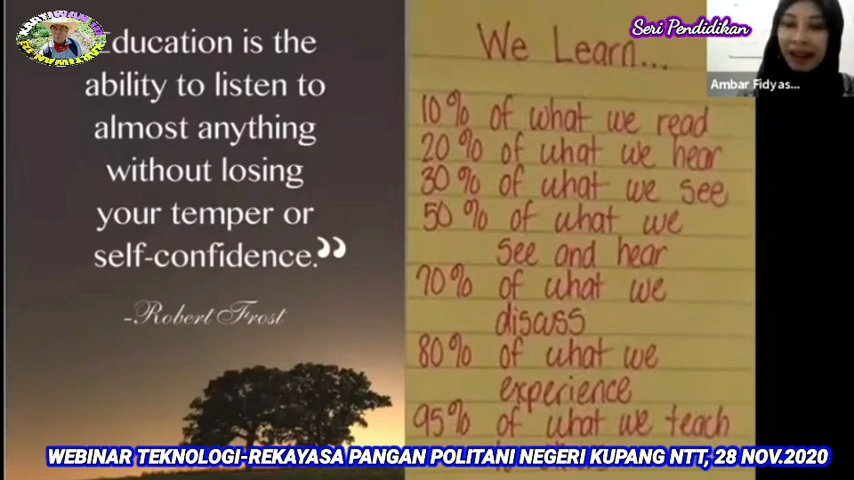 Education is the
ability to listen to
almost anything
without losing
your temper or
self-confidence.”
-Robert Frost
We Learn...
10% of what we read
20% of what we hear
30% of what we see
50% of what we
see and hear
70% of what we
discuss
80% of what we
experience
95% of what we teach
Seri Pendidikan
Ambar Fidyas...
WEBINAR TEKNOLOGI-REKAYASA PANGAN POLITANI NEGERI KUPANG NTT, 28 NOV.2020